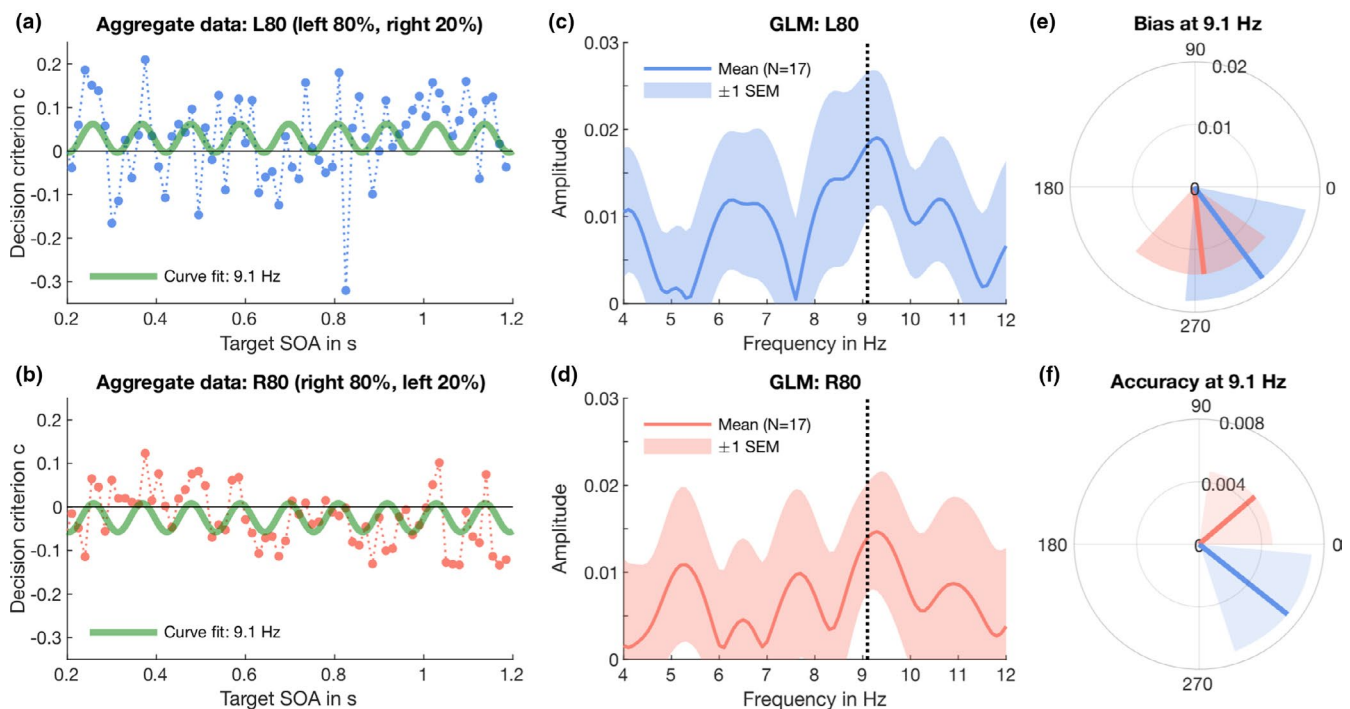 (a) Aggregate data: L80 (left 80%, right 20%)
Decision criterion c
0.2
0.1
0
-0.1
-0.2
-0.3
Curve fit: 9.1 Hz
0.2 0.4 0.6 0.8 1 1.2
Target SOA in s
(c) GLM: L80
Amplitude
0.03
0.02
0.01
0
Mean (N=17)
±1 SEM
4 5 6 7 8 9 10 11 12
Frequency in Hz
(e) Bias at 9.1 Hz
90
0.02
0.01
180 0 0
270
(b) Aggregate data: R80 (right 80%, left 20%)
Decision criterion c
0.2
0.1
0
-0.1
-0.2
-0.3
Curve fit: 9.1 Hz
0.2 0.4 0.6 0.8 1 1.2
Target SOA in s
(d) GLM: R80
Amplitude
0.03
0.02
0.01
0
Mean (N=17)
±1 SEM
4 5 6 7 8 9 10 11 12
Frequency in Hz
(f) Accuracy at 9.1 Hz
90
0.008
0.004
180 0 0
270